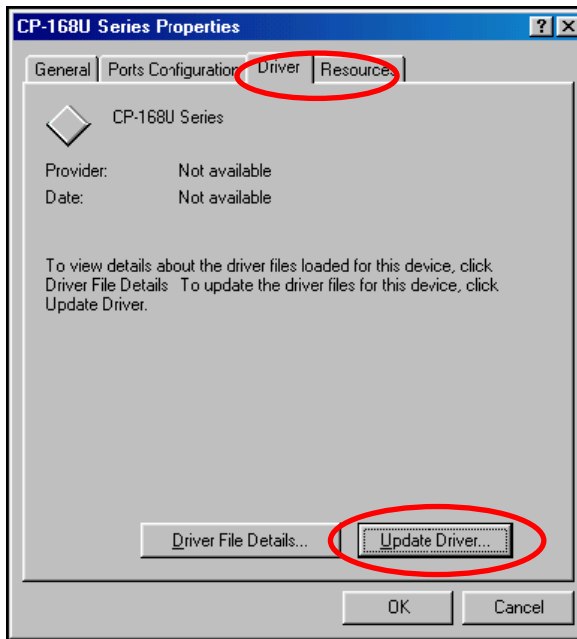 CP-168U Series Properties
General Ports Configuration Driver Resources
CP-168U Series
Provider: Not available
Date: Not available
To view details about the driver files loaded for this device, click
Driver File Details To update the driver files for this device, click
Update Driver.
Driver File Details... Update Driver...
OK Cancel